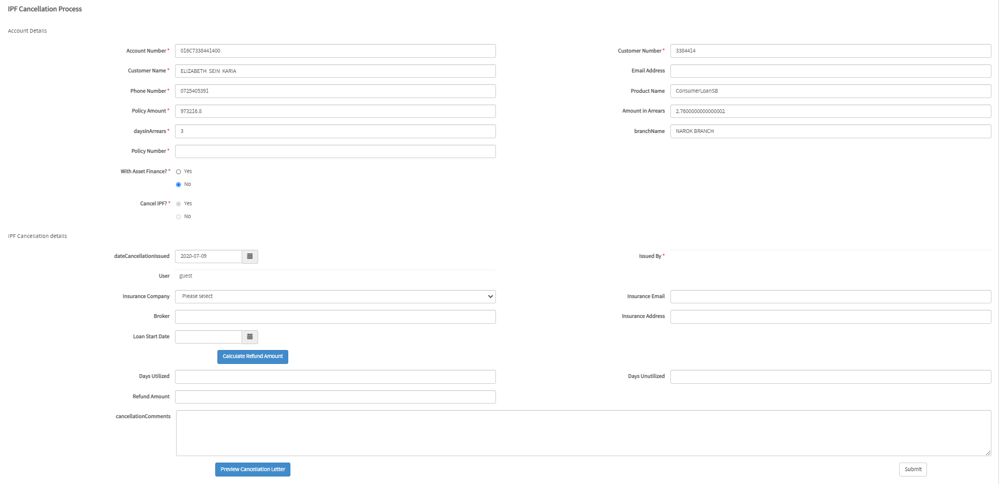 IPF Cancellation Process
Account Details
Account Number * 016C7338441400 Customer Number * 3384414
Customer Name * ELIZABETH SEIN KARIA Email Address
Phone Number * 0725405391 Product Name ConsumerLoanSB
Policy Amount * 973216.8 Amount in Arrears 2.7600000000000002
daysInArrears * 3 branchName NAROK BRANCH
Policy Number *
With Asset Finance? * Yes
No
Cancel IPF? * Yes
No
IPF Cancellation details
dateCancellationIssued 2020-07-09 Issued By *
User guest
Insurance Company Please select Insurance Email
Broker Insurance Address
Loan Start Date
Calculate Refund Amount
Days Utilized Days Unutilized
Refund Amount
cancellationComments
Preview Cancellation Letter Submit